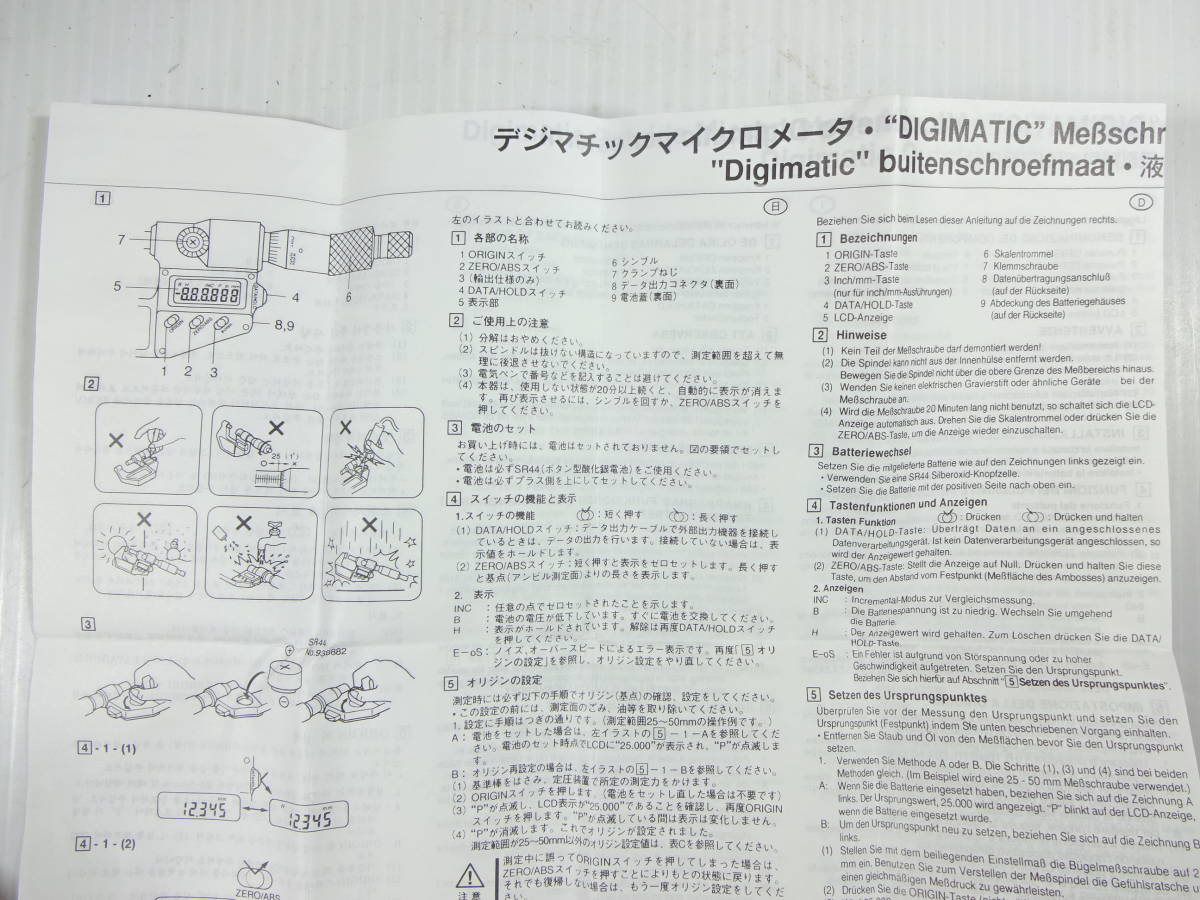 デジマチックマイクロメータ・“DIGIMATIC” Meßschr
"Digimatic" buitenschroefmaat・液
1
7
5
4
6
8,9
1 2 3
2
25 (1")
3
SR44
No.938882
4-1-(1)
12.345
12.345
4-1-(2)
ZERO/ABS
日
左のイラストと合わせてお読みください。
1 各部の名称
1 ORIGINスイッチ
2 ZERO/ABSスイッチ
3 (輸出仕様のみ)
4 DATA/HOLDスイッチ
5 表示部
6 シンブル
7 クランプねじ
8 データ出力コネクタ(裏面)
9 電池蓋(裏面)
2 ご使用上の注意
(1) 分解はおやめください。
(2) スピンドルは抜けない構造になっていますので、測定範囲を超えて無
理に後退させないでください。
(3) 電気ペンで番号などを記入することは避けてください。
(4) 本器は、使用しない状態が20分以上続くと、自動的に表示が消えま
す。再び表示させるには、シンブルを回すか、ZERO/ABSスイッチを
押してください。
3 電池のセット
お買い上げ時には、電池はセットされておりません。図の要領でセットし
てください。
・電池は必ずSR44(ボタン型酸化銀電池)をご使用ください。
・電池は必ずプラス側を上にしてセットしてください。
4 スイッチの機能と表示
1.スイッチの機能 :短く押す :長く押す
(1) DATA/HOLDスイッチ:データ出力ケーブルで外部出力機器を接続し
ているときは、データの出力を行います。接続していない場合は、表
示値をホールドします。
(2) ZERO/ABSスイッチ:短く押すと表示をゼロセットします。長く押す
と基点(アンビル測定面)よりの長さを表示します。
2. 表示
INC :任意の点でゼロセットされたことを示します。
B :電池の電圧が低下しています。すぐに電池を交換してください。
H :表示がホールドされています。解除は再度DATA/HOLDスイッチ
を押してください。
E-oS:ノイズ、オーバースピードによるエラー表示です。再度「5 オリ
ジンの設定」を参照し、オリジン設定をやり直してください。
5 オリジンの設定
測定時には必ず以下の手順でオリジン(基点)の確認、設定をしてください。
・この設定の前には、測定面のごみ、油等を取り除いてください。
1. 設定に手順はつぎの通りです。(測定範囲25~50mmの操作例です。)
A: 電池をセットした場合は、左イラストの5-1-Aを参照してくだ
さい。電池のセット時点でLCDに"25.000"が表示され、"P"が点滅しま
す。
B: オリジン再設定の場合は、左イラストの5-1-Bを参照してください。
(1) 基準棒をはさみ、定圧装置で所定の測定力をかけます。
(2) ORIGINスイッチを押します。(電池をセットし直した場合は不要です)
(3) "P"が点滅し、LCD表示が"25.000"であることを確認し、再度ORIGIN
スイッチを押します。"P"が点滅している間は表示は変化しません。
(4) "P"が消滅します。これでオリジンが設定されました。
測定範囲が25~50mm以外のオリジン設定値は、表Cを参照してください。
注意
測定中に誤ってORIGINスイッチを押してしまった場合は、
ZERO/ABSスイッチを押すことによりもとの状態に戻ります。
それでも復帰しない場合は、もう一度オリジン設定をしてくだ
さい。
D
Beziehen Sie sich beim Lesen dieser Anleitung auf die Zeichnungen rechts.
1 Bezeichnungen
1 ORIGIN-Taste
2 ZERO/ABS-Taste
3 Inch/mm-Taste
(nur für inch/mm-Ausführungen)
4 DATA/HOLD-Taste
5 LCD-Anzeige
6 Skalentrommel
7 Klemmschraube
8 Datenübertragungsanschluß
(auf der Rückseite)
9 Abdeckung des Batteriegehäuses
(auf der Rückseite)
2 Hinweise
(1) Kein Teil der Meßschraube darf demontiert werden!
(2) Die Spindel kann nicht aus der Innenhülse entfernt werden.
Bewegen Sie die Spindel nicht über die obere Grenze des Meßbereichs hinaus.
(3) Wenden Sie keinen elektrischen Gravierstift oder ähnliche Geräte bei der
Meßschraube an.
(4) Wird die Meßschraube 20 Minuten lang nicht benutzt, so schaltet sich die LCD-
Anzeige automatisch aus. Drehen Sie die Skalentrommel oder drücken Sie die
ZERO/ABS-Taste, um die Anzeige wieder einzuschalten.
3 Batteriewechsel
Setzen Sie die mitgelieferte Batterie wie auf den Zeichnungen links gezeigt ein.
・Verwenden Sie eine SR44 Silberoxid-Knopfzelle.
・Setzen Sie die Batterie mit der positiven Seite nach oben ein.
4 Tastenfunktionen und Anzeigen
1. Tasten Funktion : Drücken : Drücken und halten
(1) DATA/HOLD-Taste: Überträgt Daten an ein angeschlossenes
Datenverarbeitungsgerät. Ist kein Datenverarbeitungsgerät angeschlossen, so
wird der Anzeigewert gehalten.
(2) ZERO/ABS-Taste: Stellt die Anzeige auf Null. Drücken und halten Sie diese
Taste, um den Abstand vom Festpunkt (Meßfläche des Ambosses) anzuzeigen.
2. Anzeigen
INC : Incremental-Modus zur Vergleichsmessung.
B : Die Batteriespannung ist zu niedrig. Wechseln Sie umgehend
die Batterie.
H : Der Anzeigewert wird gehalten. Zum Löschen drücken Sie die DATA/
HOLD-Taste.
E-oS : Ein Fehler ist aufgrund von Störspannung oder zu hoher
Geschwindigkeit aufgetreten. Setzen Sie den Ursprungspunkt.
Beziehen Sie sich hierfür auf Abschnitt “5 Setzen des Ursprungspunktes”.
5 Setzen des Ursprungspunktes
Überprüfen Sie vor der Messung den Ursprungspunkt und setzen Sie den
Ursprungspunkt (Festpunkt) indem Sie unten beschriebenen Vorgang einhalten.
・Entfernen Sie Staub und Öl von den Meßflächen bevor Sie den Ursprungspunkt
setzen.
1. Verwenden Sie Methode A oder B. Die Schritte (1), (3) und (4) sind bei beiden
Methoden gleich. (Im Beispiel wird eine 25 - 50 mm Meßschraube verwendet.)
A: Wenn Sie die Batterie eingesetzt haben, beziehen Sie sich auf die Zeichnung A
links. Der Ursprungswert, 25.000 wird angezeigt. “P” blinkt auf der LCD-Anzeige,
wenn die Batterie eingesetzt wurde.
B: Um den Ursprungspunkt neu zu setzen, beziehen Sie sich auf die Zeichnung B
links.
(1) Stellen Sie mit dem beiliegenden Einstellmaß die Bügelmeßschraube auf 2
mm ein. Benutzen Sie zum Verstellen der Meßspindel die Gefühlsratsche u
einen gleichmäßigen Meßdruck zu gewährleisten.
(2) Drücken Sie die ORIGIN-Taste